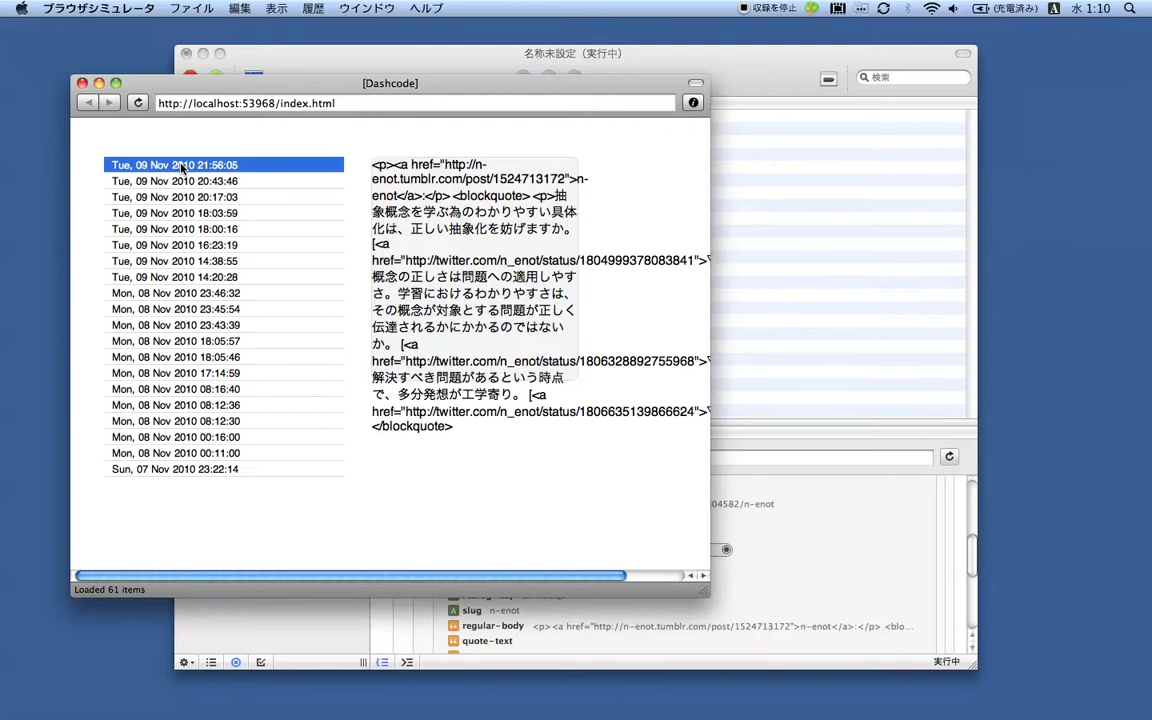 ブラウザシミュレータ ファイル 編集 表示 履歴 ウインドウ ヘルプ
収録を停止 (充電済み) A 水 1:10
名称未設定（実行中）
検索
[Dashcode]
http://localhost:53968/index.html
Tue, 09 Nov 2010 21:56:05
Tue, 09 Nov 2010 20:43:46
Tue, 09 Nov 2010 20:17:03
Tue, 09 Nov 2010 18:03:59
Tue, 09 Nov 2010 18:00:16
Tue, 09 Nov 2010 16:23:19
Tue, 09 Nov 2010 14:38:55
Tue, 09 Nov 2010 14:20:28
Mon, 08 Nov 2010 23:46:32
Mon, 08 Nov 2010 23:45:54
Mon, 08 Nov 2010 23:43:39
Mon, 08 Nov 2010 18:05:57
Mon, 08 Nov 2010 18:05:46
Mon, 08 Nov 2010 17:14:59
Mon, 08 Nov 2010 08:16:40
Mon, 08 Nov 2010 08:12:36
Mon, 08 Nov 2010 08:12:30
Mon, 08 Nov 2010 00:16:00
Mon, 08 Nov 2010 00:11:00
Sun, 07 Nov 2010 23:22:14
<p><a href="http://n-
enot.tumblr.com/post/1524713172">n-
enot</a>:</p> <blockquote> <p>抽
象概念を学ぶ為のわかりやすい具体
化は、正しい抽象化を妨げますか。
[<a
href="http://twitter.com/n_enot/status/1804999378083841">
概念の正しさは問題への適用しやす
さ。学習におけるわかりやすさは、
その概念が対象とする問題が正しく
伝達されるかにかかるのではない
か。 [<a
href="http://twitter.com/n_enot/status/1806328892755968">
解決すべき問題があるという時点
で、多分発想が工学寄り。 [<a
href="http://twitter.com/n_enot/status/1806635139866624">
</blockquote>
Loaded 61 items
04582/n-enot
slug n-enot
regular-body <p><a href="http://n-enot.tumblr.com/post/1524713172">n-enot</a>:</p> <blo...
quote-text
実行中